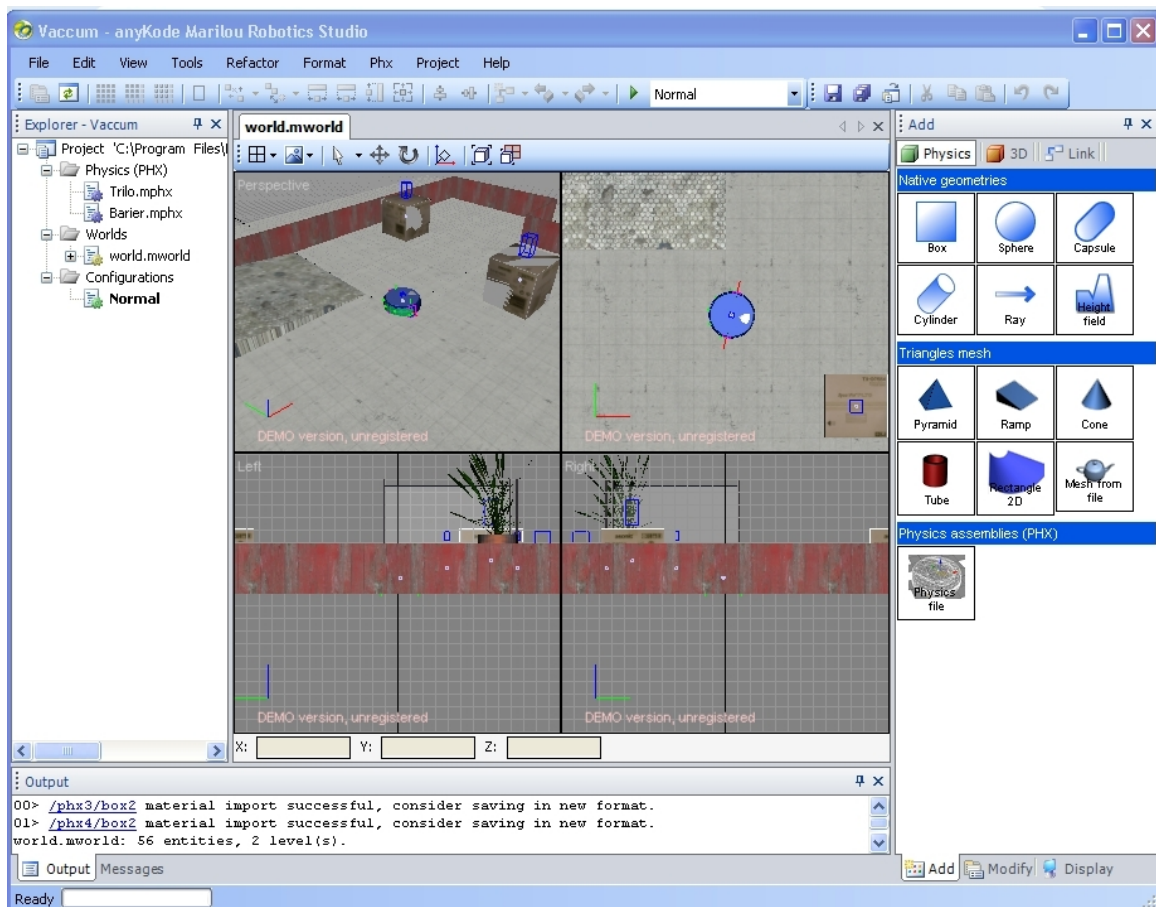 Vaccum - anyKode Marilou Robotics Studio
File Edit View Tools Refactor Format Phx Project Help
Normal
Explorer - Vaccum
Project 'C:\Program Files\
Physics (PHX)
Trilo.mphx
Barier.mphx
Worlds
world.mworld
Configurations
Normal
world.mworld
Perspective
DEMO version, unregistered
DEMO version, unregistered
Left
DEMO version, unregistered
Right
DEMO version, unregistered
X: Y: Z:
Add
Physics 3D Link
Native geometries
Box Sphere Capsule
Cylinder Ray Height field
Triangles mesh
Pyramid Ramp Cone
Tube Rectangle 2D Mesh from file
Physics assemblies (PHX)
Physics file
Add Modify Display
Output
00> /phx3/box2 material import successful, consider saving in new format.
01> /phx4/box2 material import successful, consider saving in new format.
world.mworld: 56 entities, 2 level(s).
Output Messages
Ready